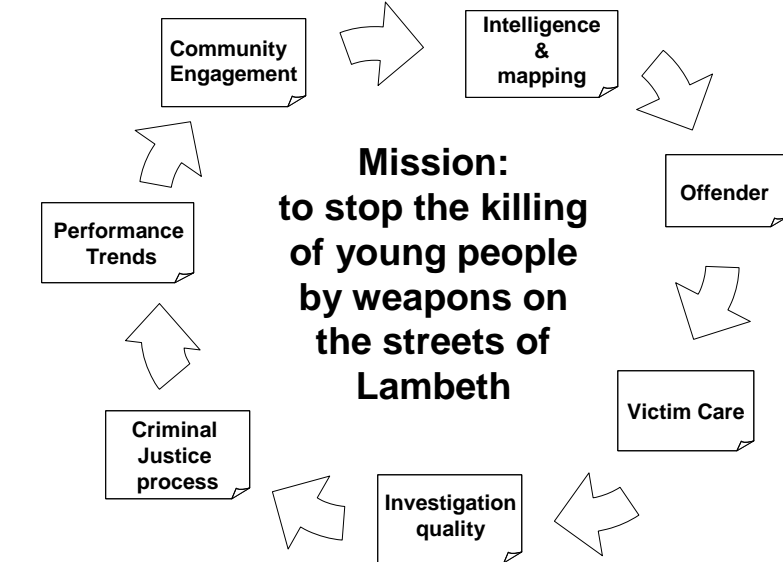 Community
Engagement
Intelligence
&
mapping
Offender
Victim Care
Investigation
quality
Criminal
Justice
process
Performance
Trends
Mission:
to stop the killing
of young people
by weapons on
the streets of
Lambeth